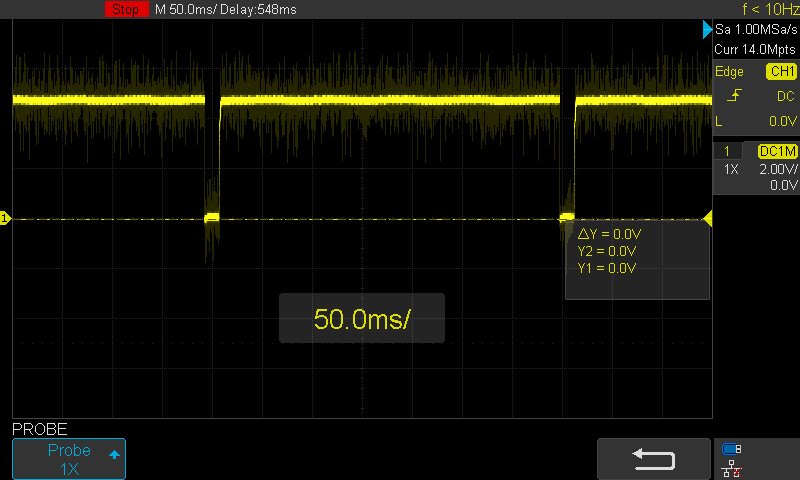 Stop M 50.0ms/ Delay:548ms f < 10Hz
Sa 1.00MSa/s
Curr 14.0Mpts
Edge CH1
DC
L 0.0V
1 DC1M
1X 2.00V/
0.0V
1
△Y = 0.0V
Y2 = 0.0V
Y1 = 0.0V
50.0ms/
PROBE
Probe
1X